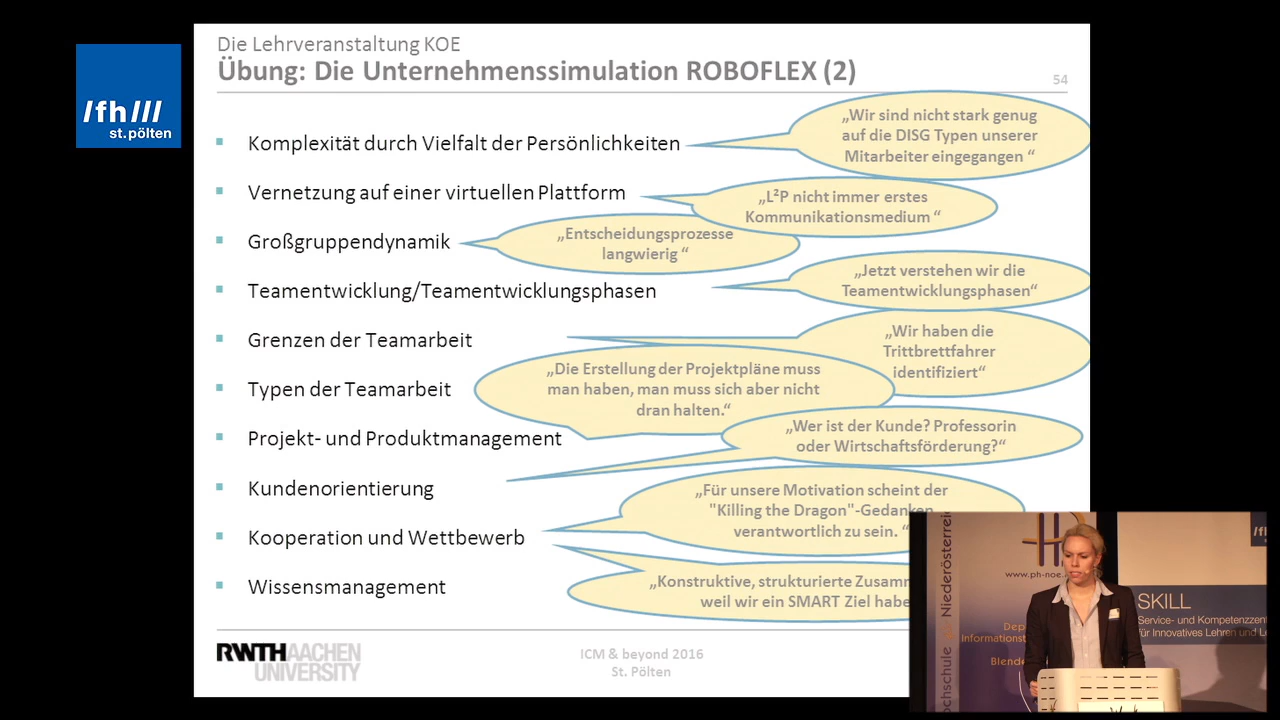 /fh///
st.pölten
Die Lehrveranstaltung KOE
Übung: Die Unternehmenssimulation ROBOFLEX (2)
54
Komplexität durch Vielfalt der Persönlichkeiten
„Wir sind nicht stark genug
auf die DISG Typen unserer
Mitarbeiter eingegangen “
Vernetzung auf einer virtuellen Plattform
„L²P nicht immer erstes
Kommunikationsmedium “
Großgruppendynamik
„Entscheidungsprozesse
langwierig “
Teamentwicklung/Teamentwicklungsphasen
„Jetzt verstehen wir die
Teamentwicklungsphasen“
Grenzen der Teamarbeit
„Wir haben die
Trittbrettfahrer
identifiziert“
Typen der Teamarbeit
„Die Erstellung der Projektpläne muss
man haben, man muss sich aber nicht
dran halten.“
Projekt- und Produktmanagement
„Wer ist der Kunde? Professorin
oder Wirtschaftsförderung?“
Kundenorientierung
„Für unsere Motivation scheint der
"Killing the Dragon"-Gedanken
verantwortlich zu sein. “
Kooperation und Wettbewerb
„Konstruktive, strukturierte Zusamm
weil wir ein SMART Ziel habe
Wissensmanagement
RWTH AACHEN
UNIVERSITY
ICM & beyond 2016
St. Pölten
www.ph-noe.
Niederösterreic
Informationst
Blende
SKILL
Service- und Kompetenzzent
für Innovatives Lehren und Le